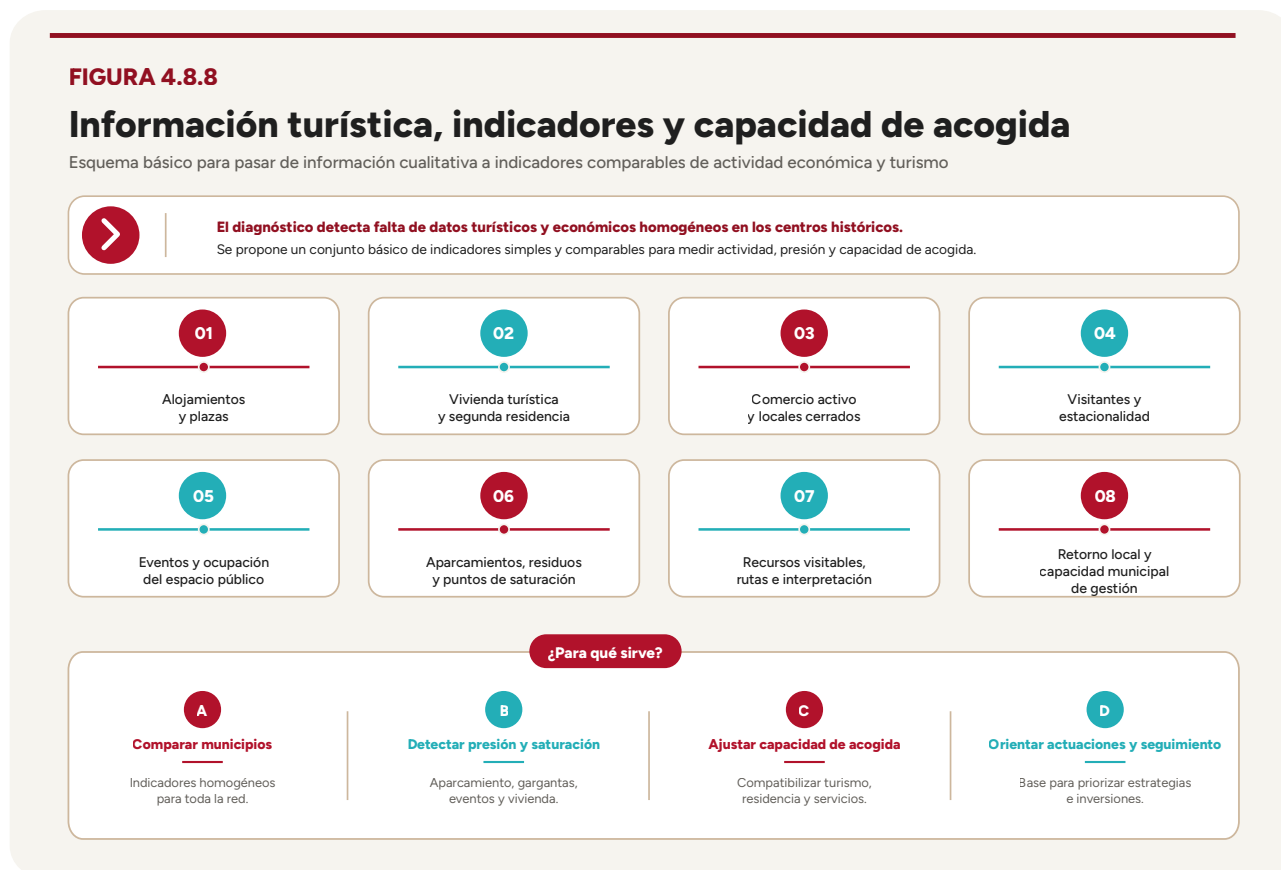 FIGURA 4.8.8
Información turística, indicadores y capacidad de acogida
Esquema básico para pasar de información cualitativa a indicadores comparables de actividad económica y turismo
El diagnóstico detecta falta de datos turísticos y económicos homogéneos en los centros históricos.
Se propone un conjunto básico de indicadores simples y comparables para medir actividad, presión y capacidad de acogida.
01
Alojamientos
y plazas
02
Vivienda turística
y segunda residencia
03
Comercio activo
y locales cerrados
04
Visitantes y
estacionalidad
05
Eventos y ocupación
del espacio público
06
Aparcamientos, residuos
y puntos de saturación
07
Recursos visitables,
rutas e interpretación
08
Retorno local y
capacidad municipal
de gestión
¿Para qué sirve?
A
Comparar municipios
Indicadores homogéneos
para toda la red.
B
Detectar presión y saturación
Aparcamiento, gargantas,
eventos y vivienda.
C
Ajustar capacidad de acogida
Compatibilizar turismo,
residencia y servicios.
D
Orientar actuaciones y seguimiento
Base para priorizar estrategias
e inversiones.